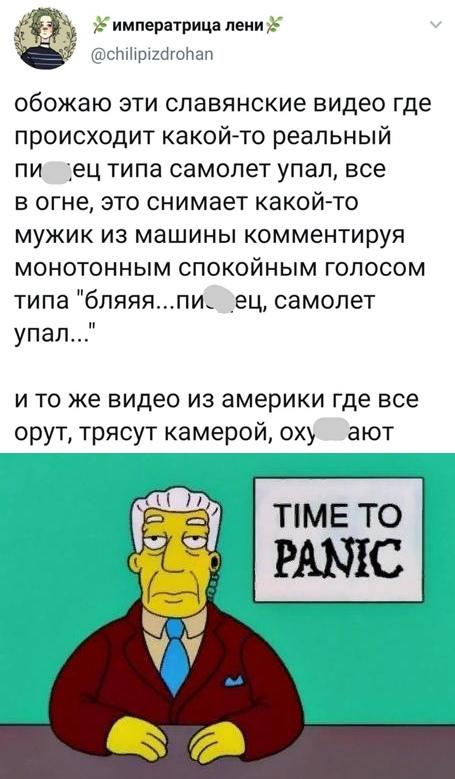 императрица лени
@chilipizdrohan
обожаю эти славянские видео где
происходит какой-то реальный
пи ец типа самолет упал, все
в огне, это снимает какой-то
мужик из машины комментируя
монотонным спокойным голосом
типа "бляяя...пи ец, самолет
упал..."
и то же видео из америки где все
орут, трясут камерой, оху ают
TIME TO
PANIC